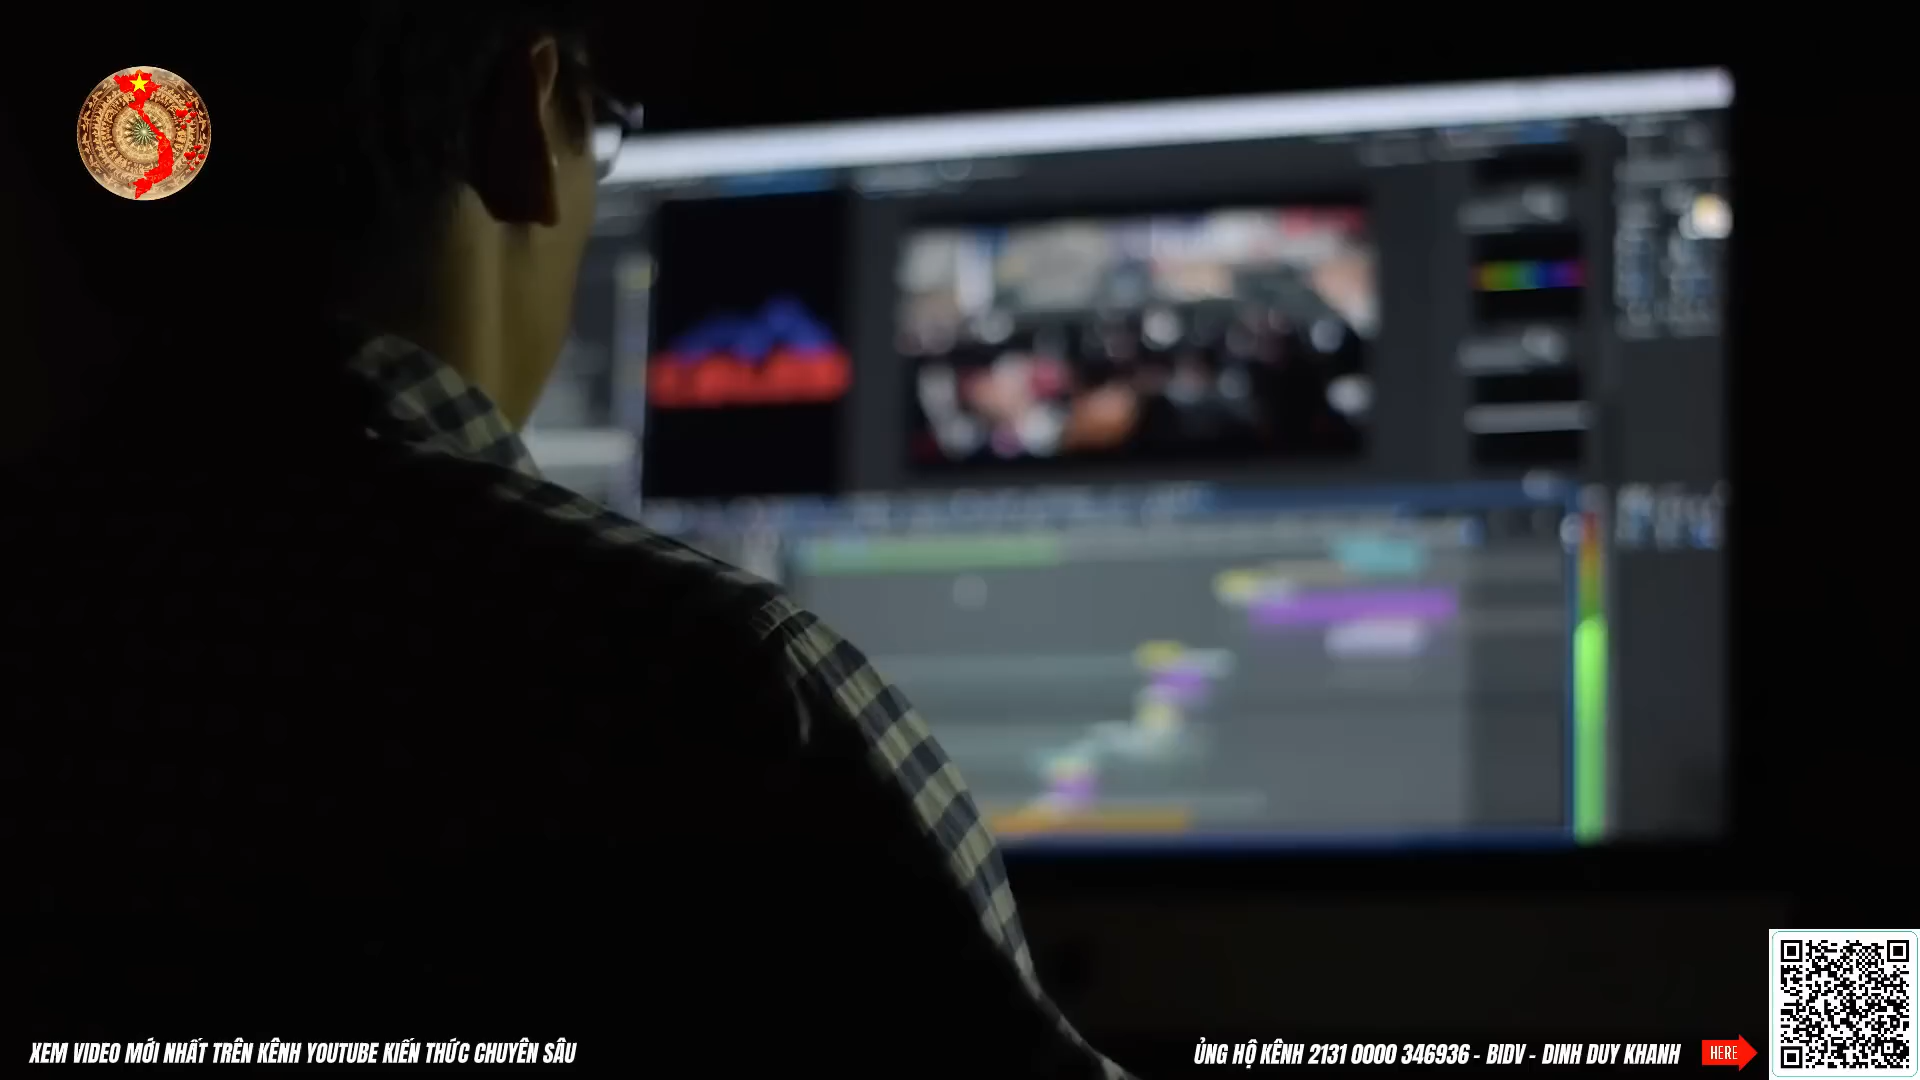 XEM VIDEO MỚI NHẤT TRÊN KÊNH YOUTUBE KIẾN THỨC CHUYÊN SÂU
ỦNG HỘ KÊNH 2131 0000 346936 - BIDV - DINH DUY KHANH
HERE